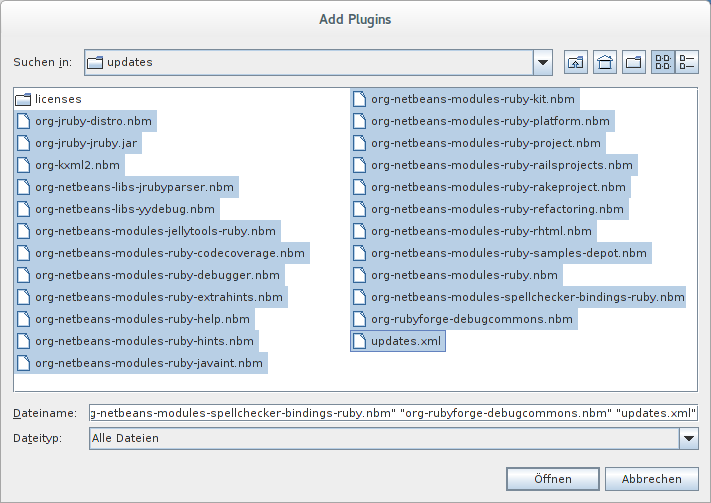 Add Plugins
Suchen in: updates
licenses
org-jruby-distro.nbm
org-jruby-jruby.jar
org-kxml2.nbm
org-netbeans-libs-jrubyparser.nbm
org-netbeans-libs-yydebug.nbm
org-netbeans-modules-jellytools-ruby.nbm
org-netbeans-modules-ruby-codecoverage.nbm
org-netbeans-modules-ruby-debugger.nbm
org-netbeans-modules-ruby-extrahints.nbm
org-netbeans-modules-ruby-help.nbm
org-netbeans-modules-ruby-hints.nbm
org-netbeans-modules-ruby-javaint.nbm
org-netbeans-modules-ruby-kit.nbm
org-netbeans-modules-ruby-platform.nbm
org-netbeans-modules-ruby-project.nbm
org-netbeans-modules-ruby-railsprojects.nbm
org-netbeans-modules-ruby-rakeproject.nbm
org-netbeans-modules-ruby-refactoring.nbm
org-netbeans-modules-ruby-rhtml.nbm
org-netbeans-modules-ruby-samples-depot.nbm
org-netbeans-modules-ruby.nbm
org-netbeans-modules-spellchecker-bindings-ruby.nbm
org-rubyforge-debugcommons.nbm
updates.xml
Dateiname: g-netbeans-modules-spellchecker-bindings-ruby.nbm" "org-rubyforge-debugcommons.nbm" "updates.xml"
Dateityp: Alle Dateien
Öffnen Abbrechen